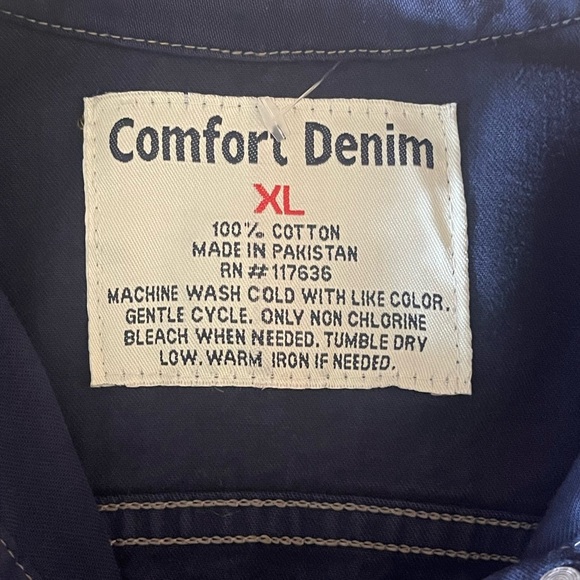 Comfort Denim
XL
100% COTTON
MADE IN PAKISTAN
RN # 117636
MACHINE WASH COLD WITH LIKE COLOR.
GENTLE CYCLE. ONLY NON CHLORINE
BLEACH WHEN NEEDED. TUMBLE DRY
LOW. WARM IRON IF NEEDED.